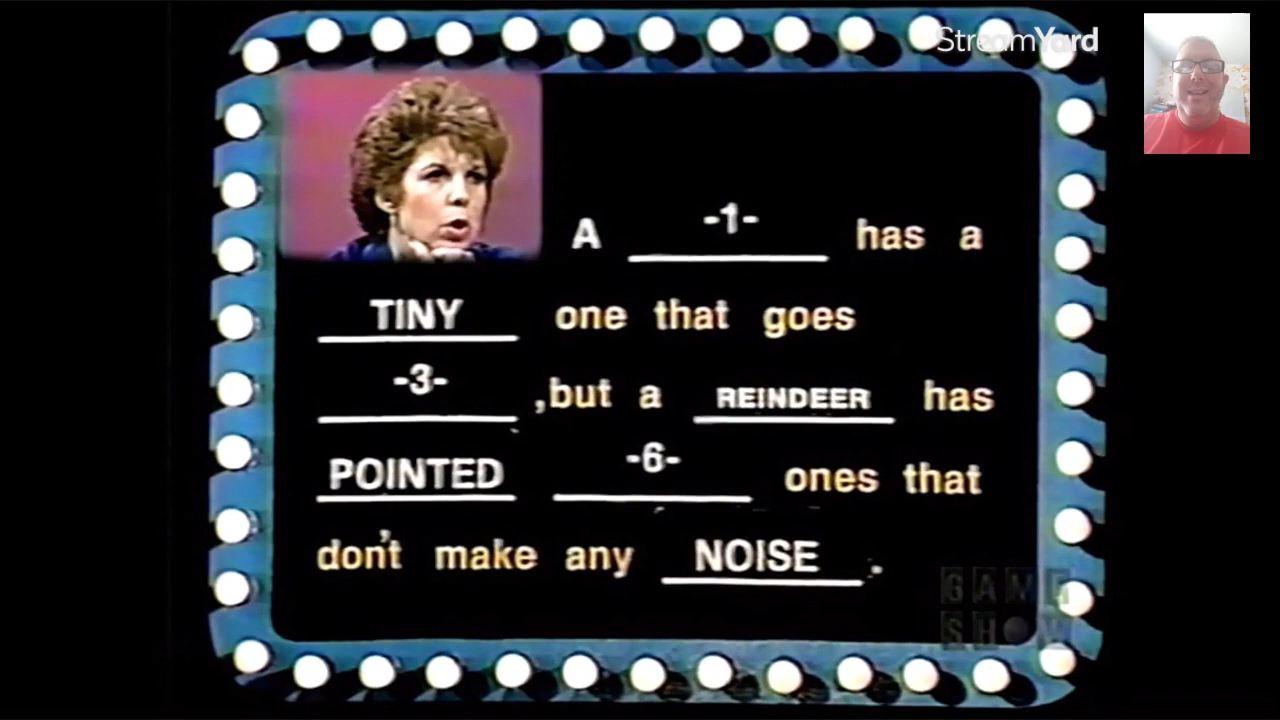 StreamYard
A -1- has a
TINY one that goes
-3- , but a REINDEER has
POINTED -6- ones that
don't make any NOISE .
GAME
SHOW